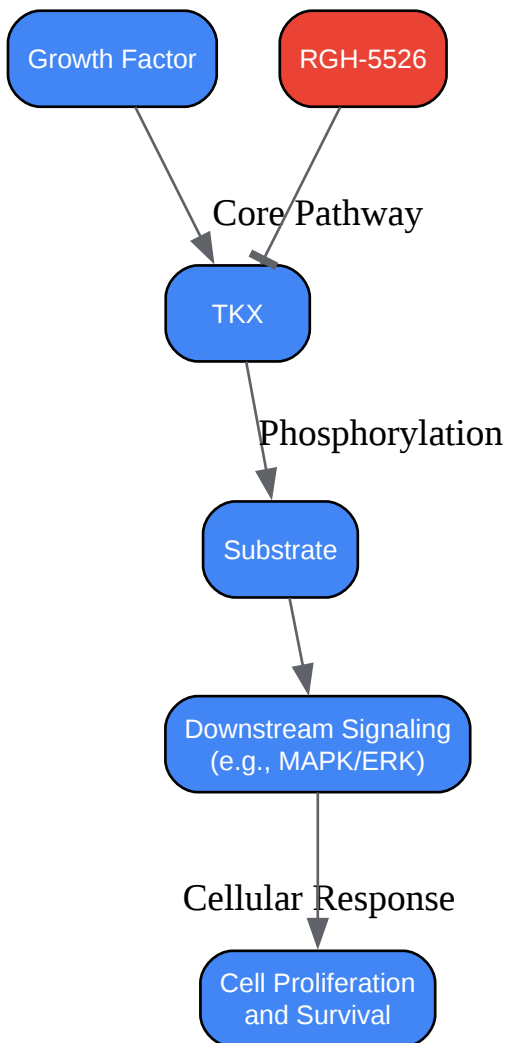 Growth Factor
RGH-5526
Core Pathway
TKX
Phosphorylation
Substrate
Downstream Signaling
(e.g., MAPK/ERK)
Cellular Response
Cell Proliferation
and Survival